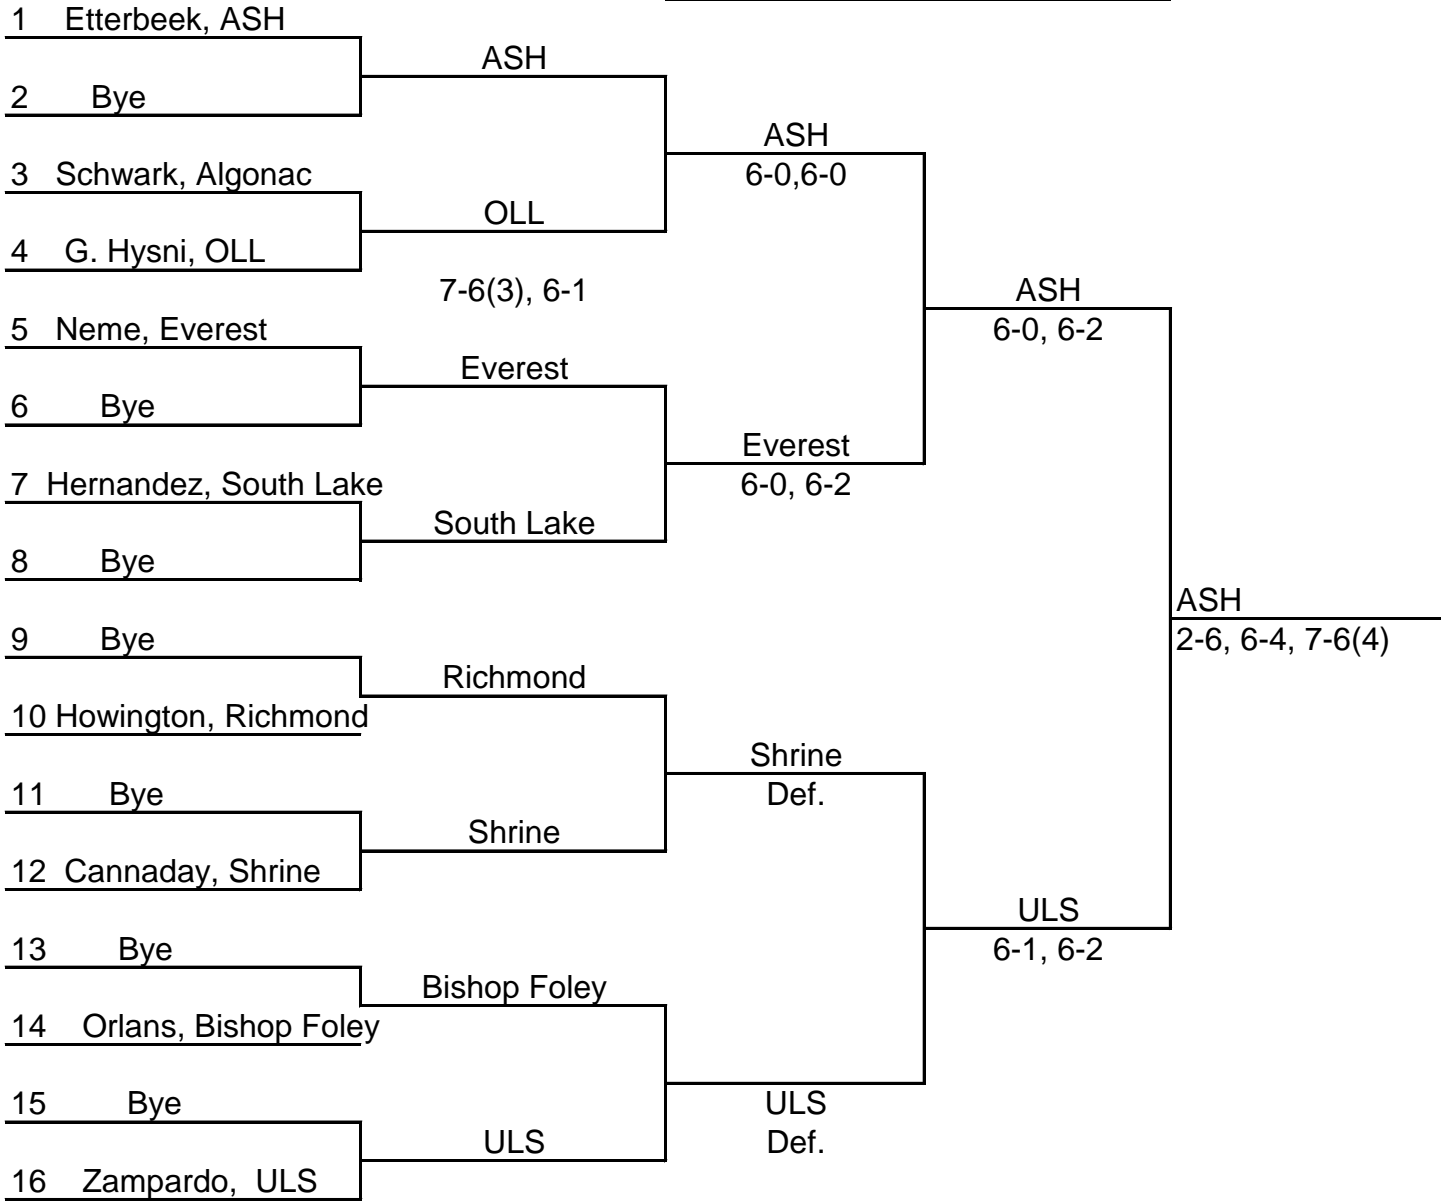 1 Etterbeek, ASH
ASH
2 Bye
ASH
6-0,6-0
3 Schwark, Algonac
OLL
4 G. Hysni, OLL
7-6(3), 6-1
ASH
6-0, 6-2
5 Neme, Everest
Everest
6 Bye
Everest
6-0, 6-2
7 Hernandez, South Lake
South Lake
8 Bye
ASH
2-6, 6-4, 7-6(4)
9 Bye
Richmond
10 Howington, Richmond
Shrine
Def.
11 Bye
Shrine
12 Cannaday, Shrine
ULS
6-1, 6-2
13 Bye
Bishop Foley
14 Orlans, Bishop Foley
15 Bye
ULS
Def.
ULS
16 Zampardo, ULS